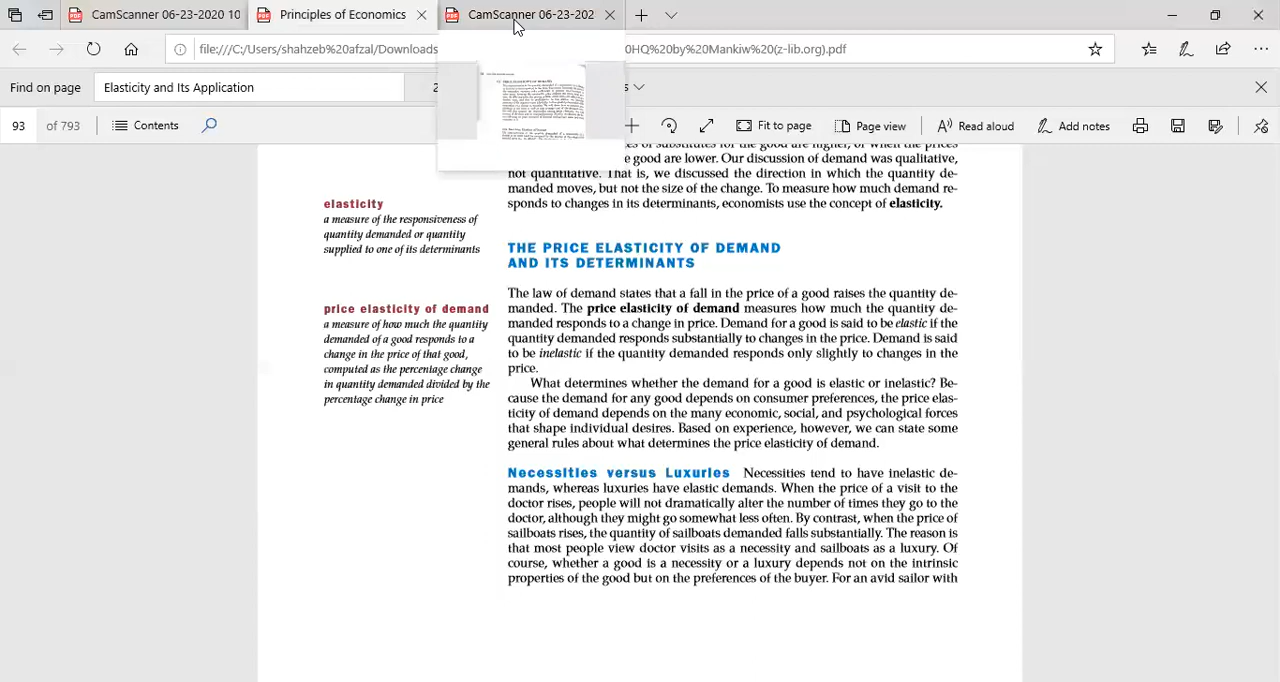 CamScanner 06-23-2020 10
Principles of Economics
CamScanner 06-23-202
file:///C:/Users/shahzeb%20afzal/Downloads
0HQ%20by%20Mankiw%20(z-lib.org).pdf
Find on page
Elasticity and Its Applica
2
s
93
of 79
Contents
Fit to page
Page view
Read aloud
Add notes
es of substitutes for the good are higher, or when the prices
e good are lower. Our discussion of demand was qualitative,
not quantitative. That is, we discussed the direction in which the quantity de-
manded moves, but not the size of the change. To measure how much demand re-
sponds to changes in its determinants, economists use the concept of elasticity.
elasticity
a measure of the responsiveness of
quantity demanded or quantity
supplied to one of its determinants
THE PRICE ELASTICITY OF DEMAND
AND ITS DETERMINANTS
price elasticity of demand
a measure of how much the quantity
demanded of a good responds to a
change in the price of that good,
computed as the percentage change
in quantity demanded divided by the
percentage change in price
The law of demand states that a fall in the price of a good raises the quantity de-
manded. The price elasticity of demand measures how much the quantity de-
manded responds to a change in price. Demand for a good is said to be elastic if the
quantity demanded responds substantially to changes in the price. Demand is said
to be inelastic if the quantity demanded responds only slightly to changes in the
price.
What determines whether the demand for a good is elastic or inelastic? Be-
cause the demand for any good depends on consumer preferences, the price elas-
ticity of demand depends on the many economic, social, and psychological forces
that shape individual desires. Based on experience, however, we can state some
general rules about what determines the price elasticity of demand.
Necessities versus Luxuries Necessities tend to have inelastic de-
mands, whereas luxuries have elastic demands. When the price of a visit to the
doctor rises, people will not dramatically alter the number of times they go to the
doctor, although they might go somewhat less often. By contrast, when the price of
sailboats rises, the quantity of sailboats demanded falls substantially. The reason is
that most people view doctor visits as a necessity and sailboats as a luxury. Of
course, whether a good is a necessity or a luxury depends not on the intrinsic
properties of the good but on the preferences of the buyer. For an avid sailor with